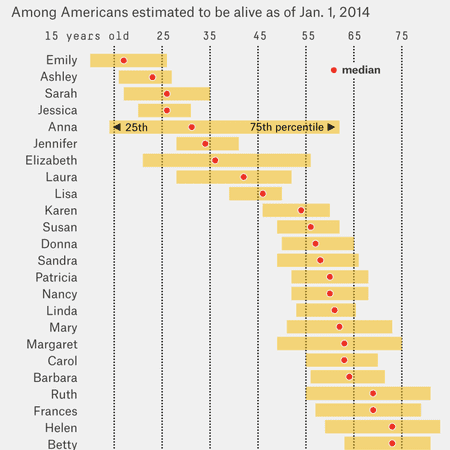 Among Americans estimated to be alive as of Jan. 1, 2014
15 years old 25 35 45 55 65 75
Emily
median
Ashley
Sarah
Jessica
Anna ◀ 25th 75th percentile ▶
Jennifer
Elizabeth
Laura
Lisa
Karen
Susan
Donna
Sandra
Patricia
Nancy
Linda
Mary
Margaret
Carol
Barbara
Ruth
Frances
Helen
Betty